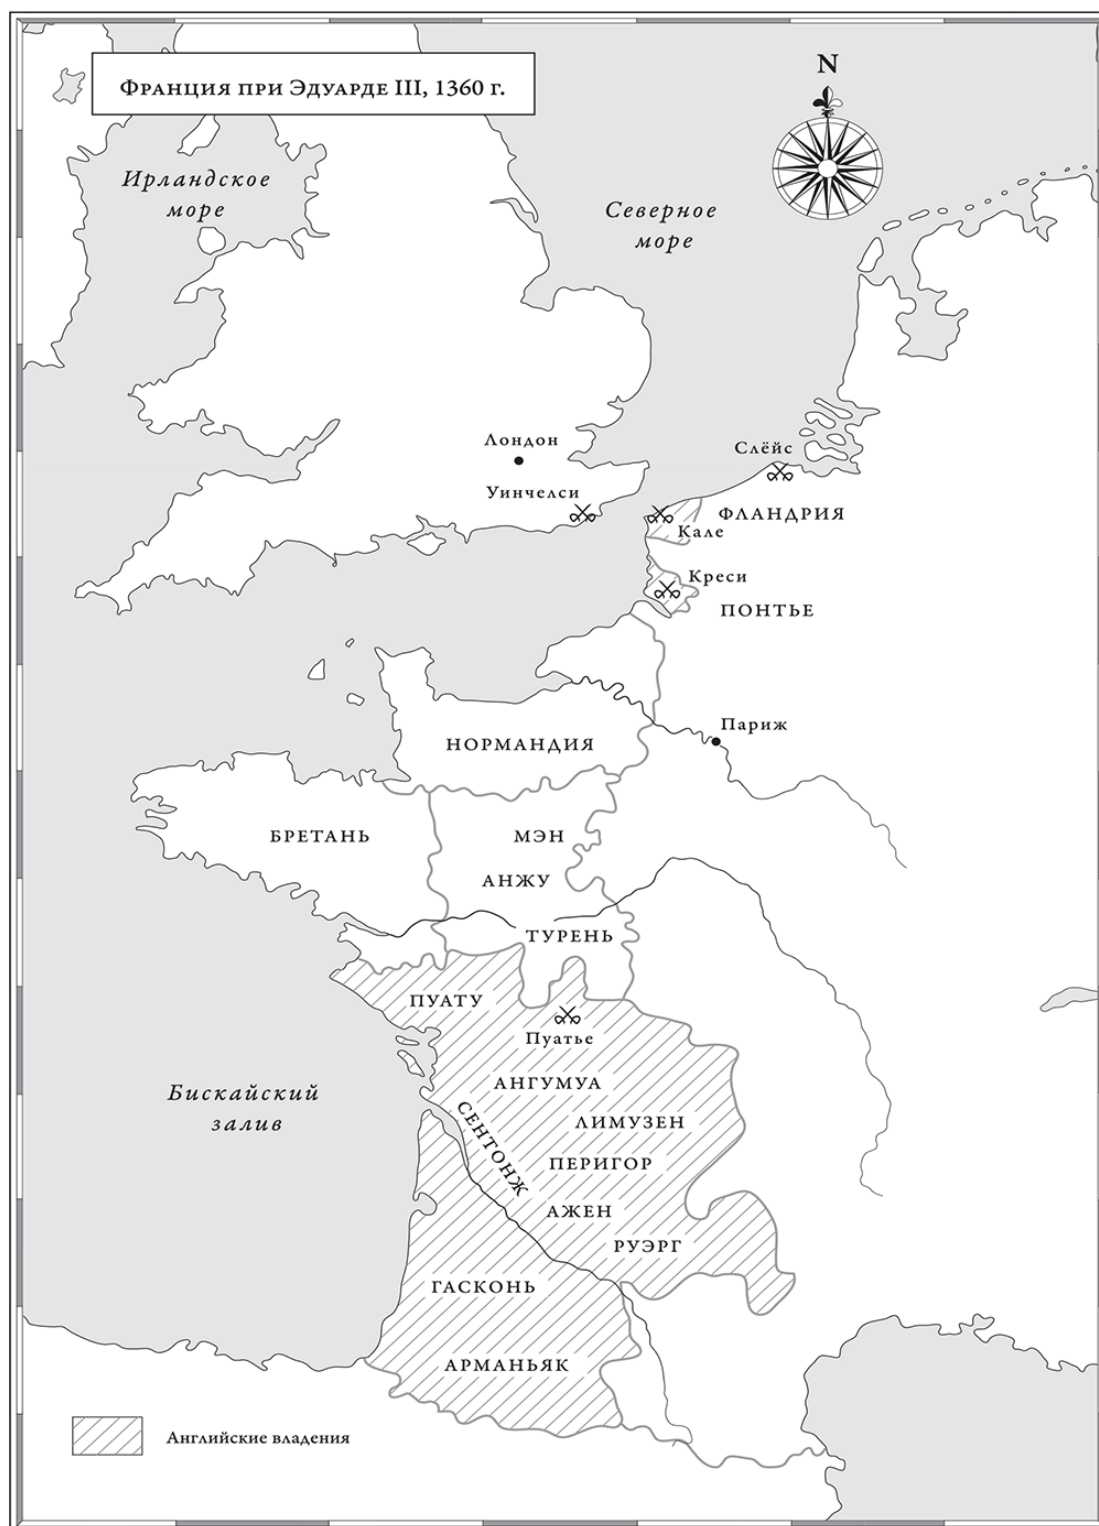 Франция при Эдуарде III, 1360 г.
N
Ирландское
море
Северное
море
Лондон
Слёйс
Уинчелси
ФЛАНДРИЯ
Кале
Креси
ПОНТЬЕ
Париж
НОРМАНДИЯ
БРЕТАНЬ
МЭН
АНЖУ
ТУРЕНЬ
ПУАТУ
Пуатье
Бискайский
залив
АНГУМУА
СЕНТОНЖ
ЛИМУЗЕН
ПЕРИГОР
АЖЕН
РУЭРГ
ГАСКОНЬ
АРМАНЬЯК
Английские владения